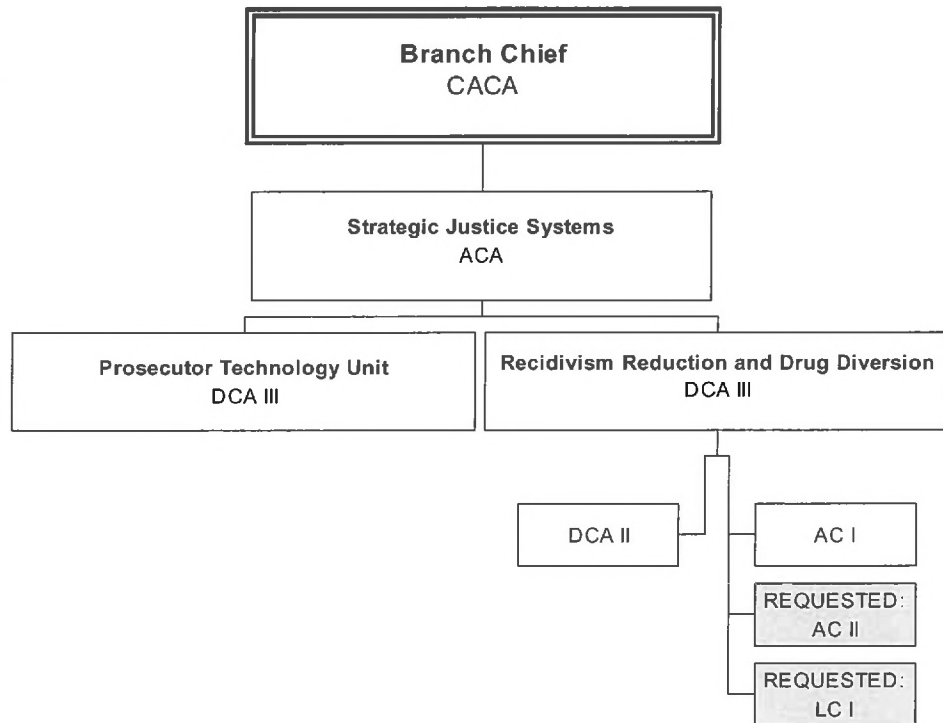 Branch Chief
CACA
Strategic Justice Systems
ACA
Prosecutor Technology Unit
DCA III
Recidivism Reduction and Drug Diversion
DCA III
DCA II
AC I
REQUESTED:
AC II
REQUESTED:
LC I